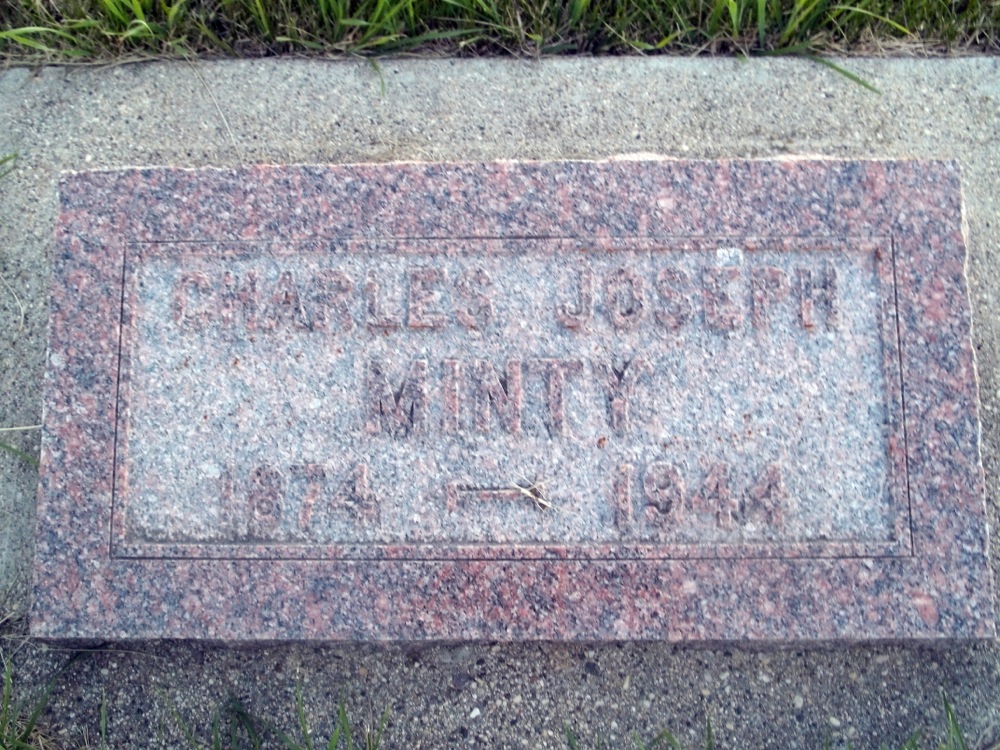 CHARLES JOSEPH
MINTY
1874 - 1944